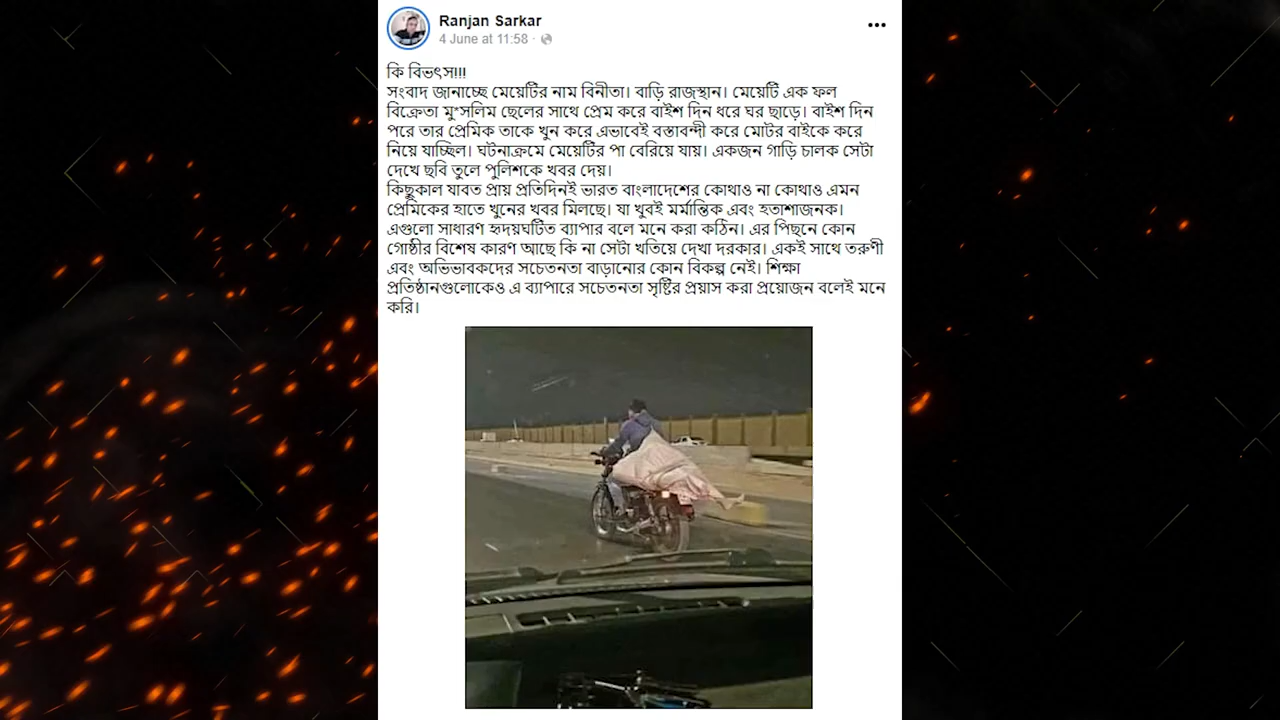 Ranjan Sarkar
4 June at 11:58 ·
কি বিভৎস!!!
সংবাদ জানাচ্ছে মেয়েটির নাম বিনীতা। বাড়ি রাজস্থান। মেয়েটি এক ফল
বিক্রেতা মু*সলিম ছেলের সাথে প্রেম করে বাইশ দিন ধরে ঘর ছাড়ে। বাইশ দিন
পরে তার প্রেমিক তাকে খুন করে এভাবেই বস্তাবন্দী করে মোটর বাইকে করে
নিয়ে যাচ্ছিল। ঘটনাক্রমে মেয়েটির পা বেরিয়ে যায়। একজন গাড়ি চালক সেটা
দেখে ছবি তুলে পুলিশকে খবর দেয়।
কিছুকাল যাবত প্রায় প্রতিদিনই ভারত বাংলাদেশের কোথাও না কোথাও এমন
প্রেমিকের হাতে খুনের খবর মিলছে। যা খুবই মর্মান্তিক এবং হতাশাজনক।
এগুলো সাধারণ হৃদয়ঘটিত ব্যাপার বলে মনে করা কঠিন। এর পিছনে কোন
গোষ্ঠীর বিশেষ কারণ আছে কি না সেটা খতিয়ে দেখা দরকার। একই সাথে তরুণী
এবং অভিভাবকদের সচেতনতা বাড়ানোর কোন বিকল্প নেই। শিক্ষা
প্রতিষ্ঠানগুলোকেও এ ব্যাপারে সচেতনতা সৃষ্টির প্রয়াস করা প্রয়োজন বলেই মনে
করি।